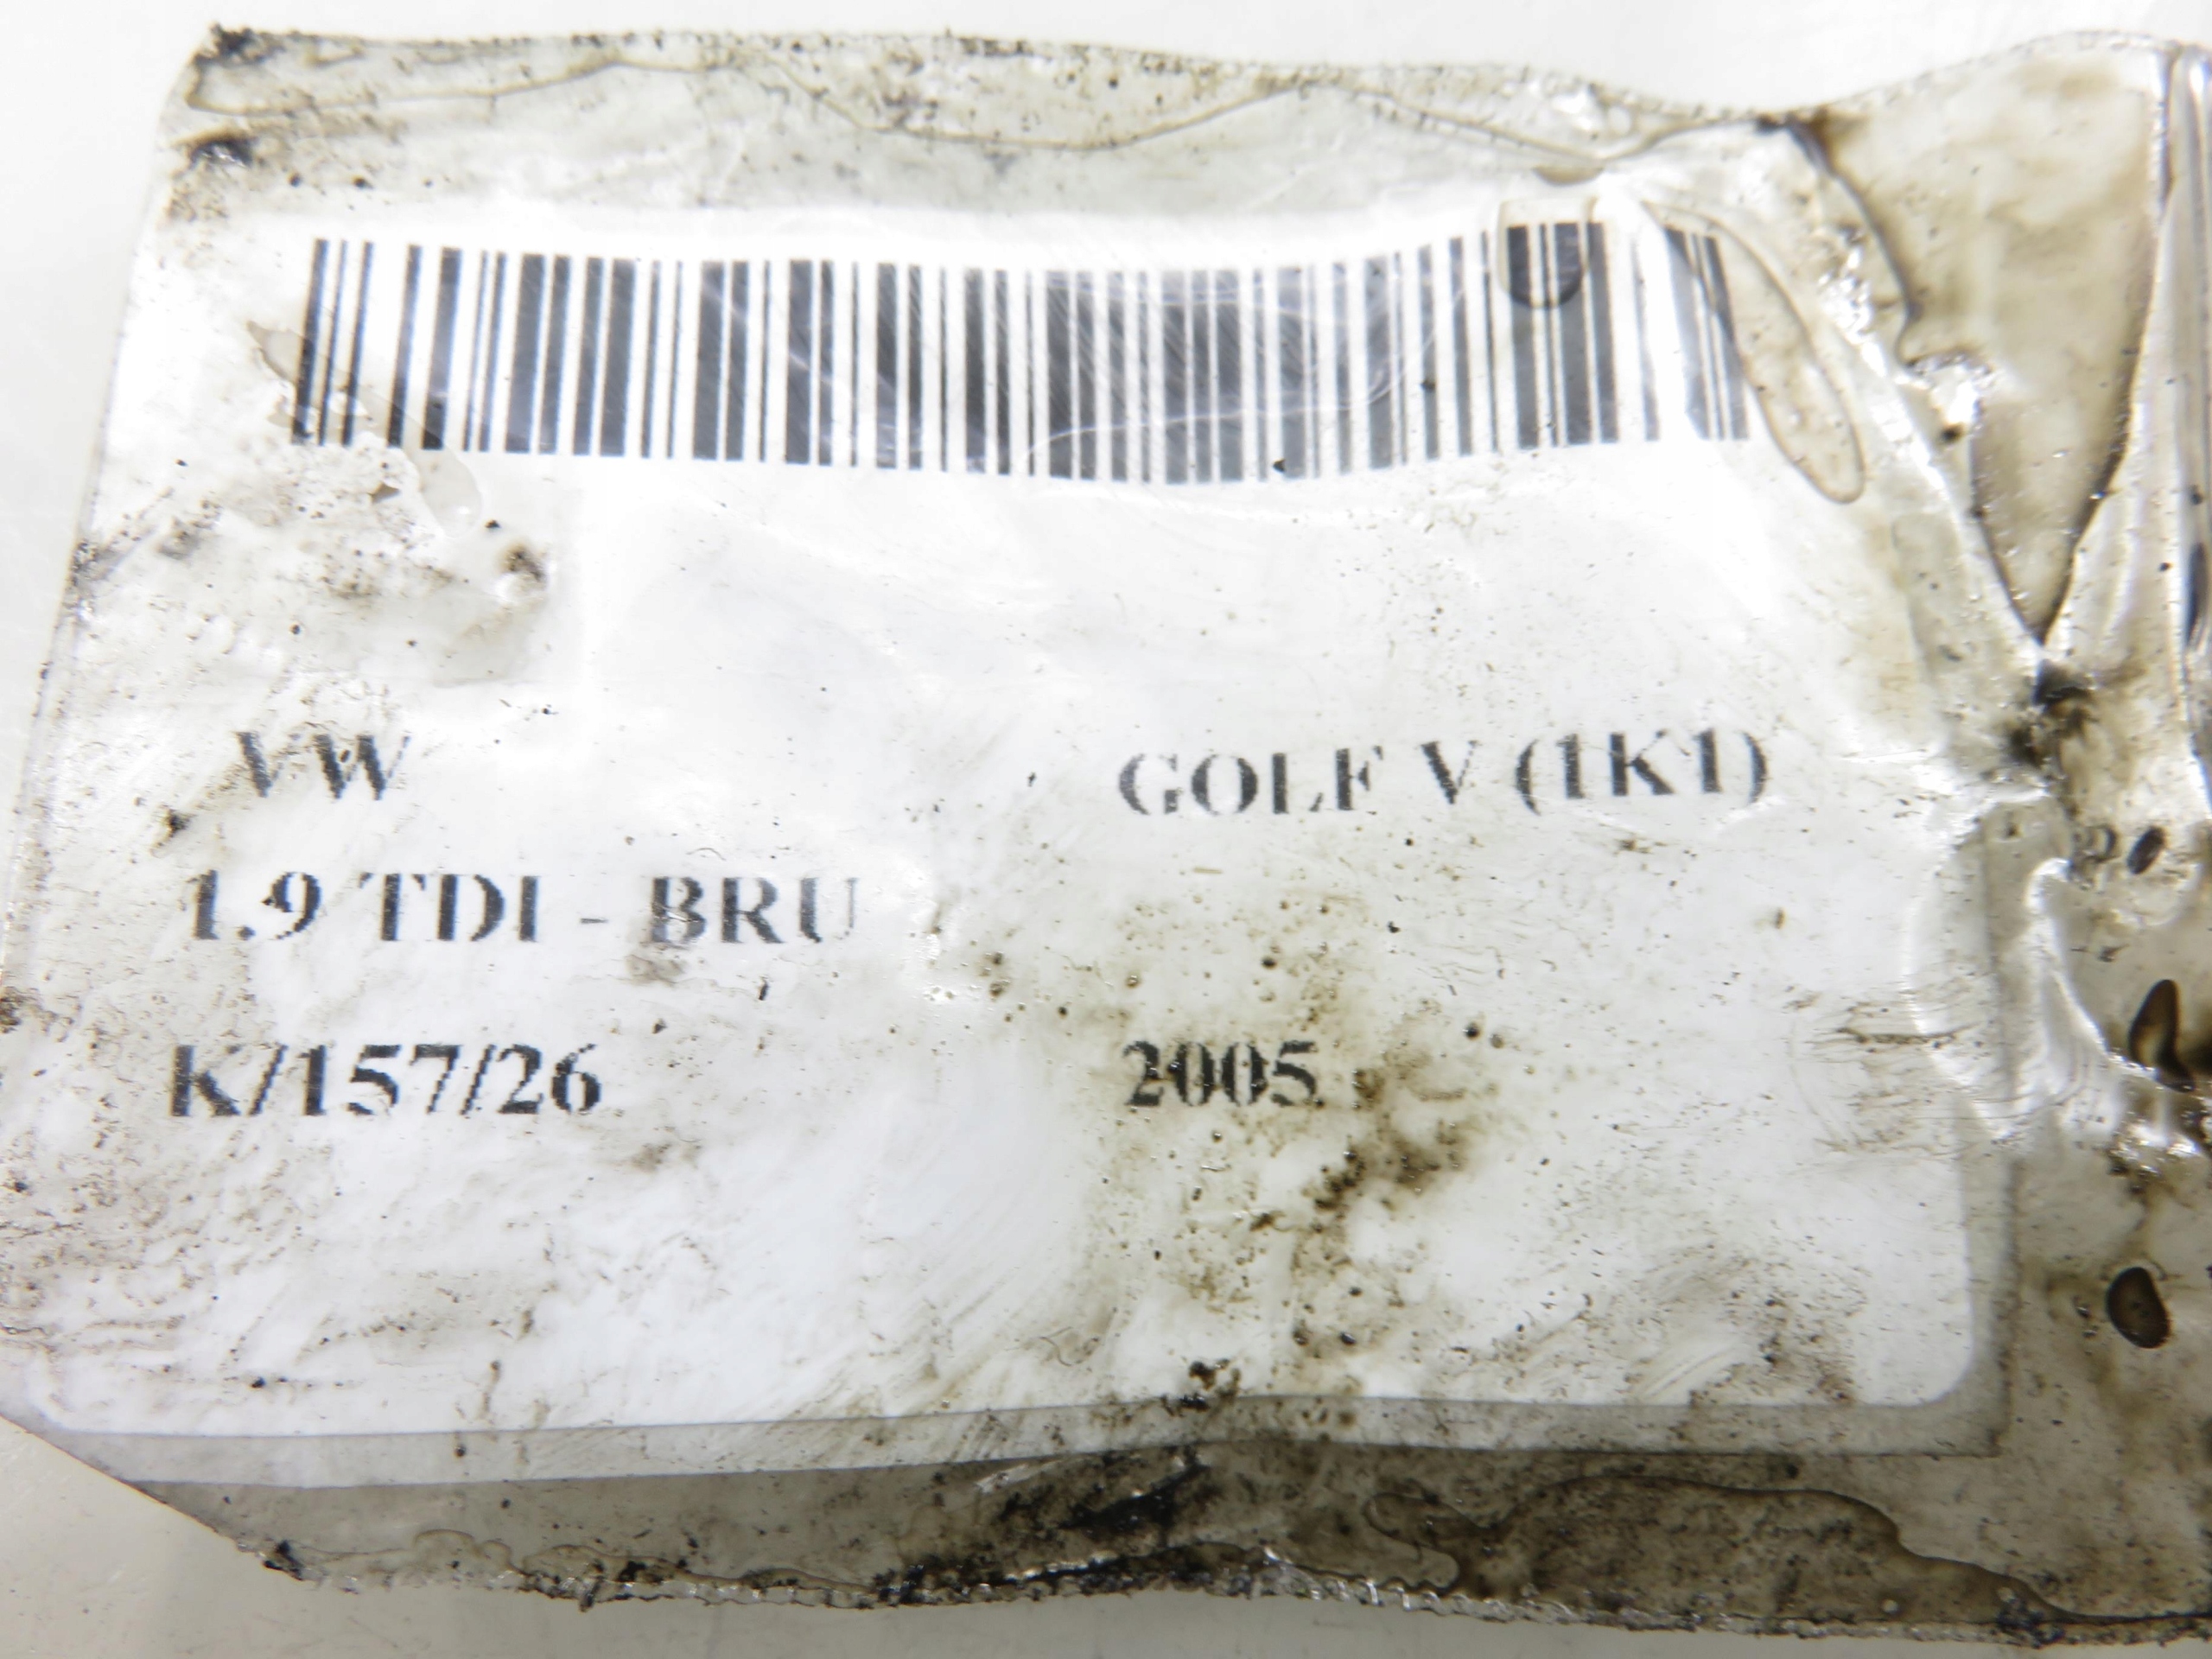 VW GOLF V (1K1)
1.9 TDI - BRU
K/157/26 2005